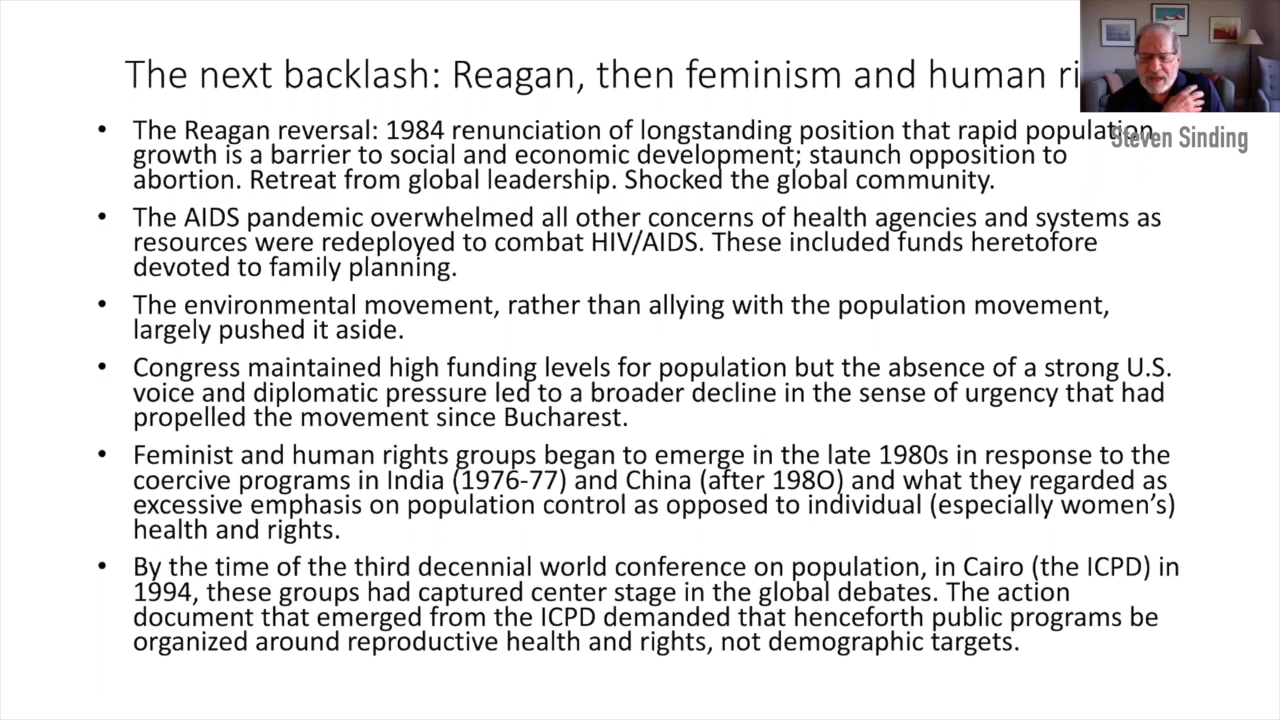 The next backlash: Reagan, then feminism and human ri
Steven Sinding
• The Reagan reversal: 1984 renunciation of longstanding position that rapid population
growth is a barrier to social and economic development; staunch opposition to
abortion. Retreat from global leadership. Shocked the global community.
• The AIDS pandemic overwhelmed all other concerns of health agencies and systems as
resources were redeployed to combat HIV/AIDS. These included funds heretofore
devoted to family planning.
• The environmental movement, rather than allying with the population movement,
largely pushed it aside.
• Congress maintained high funding levels for population but the absence of a strong U.S.
voice and diplomatic pressure led to a broader decline in the sense of urgency that had
propelled the movement since Bucharest.
• Feminist and human rights groups began to emerge in the late 1980s in response to the
coercive programs in India (1976-77) and China (after 198O) and what they regarded as
excessive emphasis on population control as opposed to individual (especially women’s)
health and rights.
• By the time of the third decennial world conference on population, in Cairo (the ICPD) in
1994, these groups had captured center stage in the global debates. The action
document that emerged from the ICPD demanded that henceforth public programs be
organized around reproductive health and rights, not demographic targets.